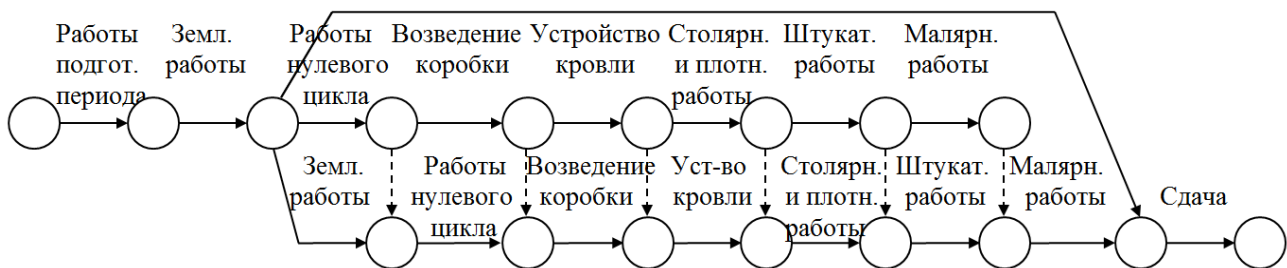 Работы
подгот.
периода
Земл.
работы
Работы
нулевого
цикла
Возведение
коробки
Устройство
кровли
Столярн.
и плотн.
работы
Штукат.
работы
Малярн.
работы
Земл.
работы
Работы
нулевого
цикла
Возведение
коробки
Уст-во
кровли
Столярн.
и плотн.
работы
Штукат.
работы
Малярн.
работы
Сдача